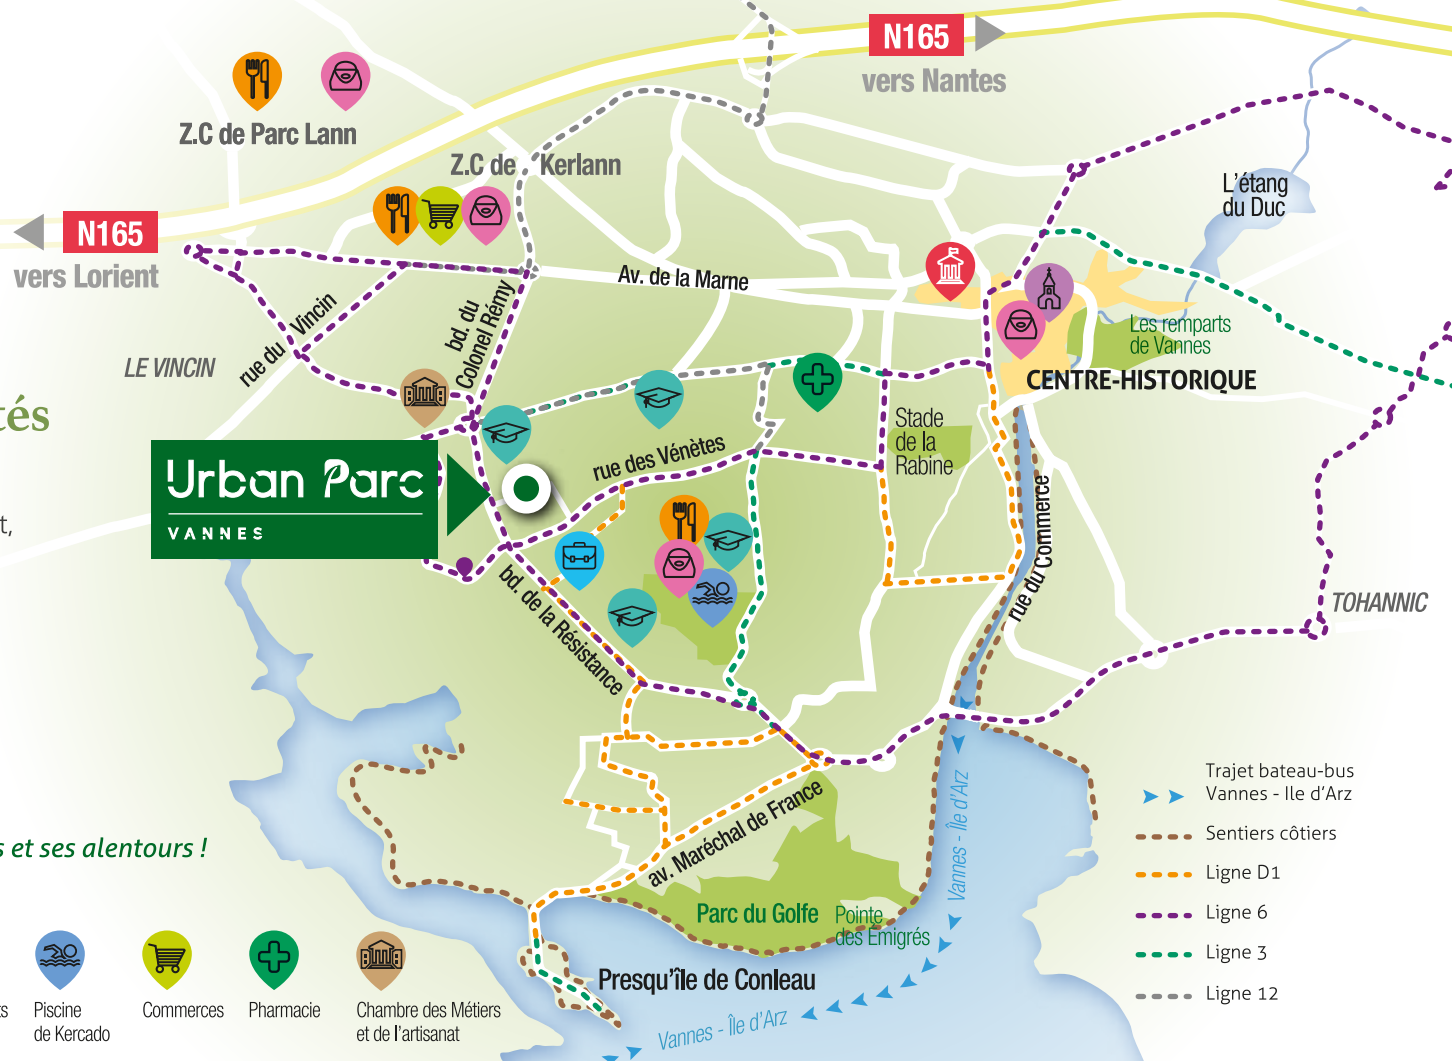 N165
vers Nantes
Z.C de Parc Lann
Z.C de Kerlann
L'étang
du Duc
N165
vers Lorient
Av. de la Marne
rue du Vincin
bd. du
Colonel Rémy
LE VINCIN
Les remparts
de Vannes
CENTRE-HISTORIQUE
tés
Stade
de la
Rabine
rue des Vénètes
Urban Parc
VANNES
t,
rue du Commerce
bd. de la Résistance
TOHANNIC
Trajet bateau-bus
Vannes - Ile d'Arz
Sentiers côtiers
Ligne D1
Ligne 6
Ligne 3
Ligne 12
Vannes - Île d'Arz
av. Maréchal de France
s et ses alentours !
Parc du Golfe
Pointe
des Émigrés
Presqu'île de Conleau
Vannes - Île d'Arz
ts
Piscine
de Kercado
Commerces
Pharmacie
Chambre des Métiers
et de l'artisanat